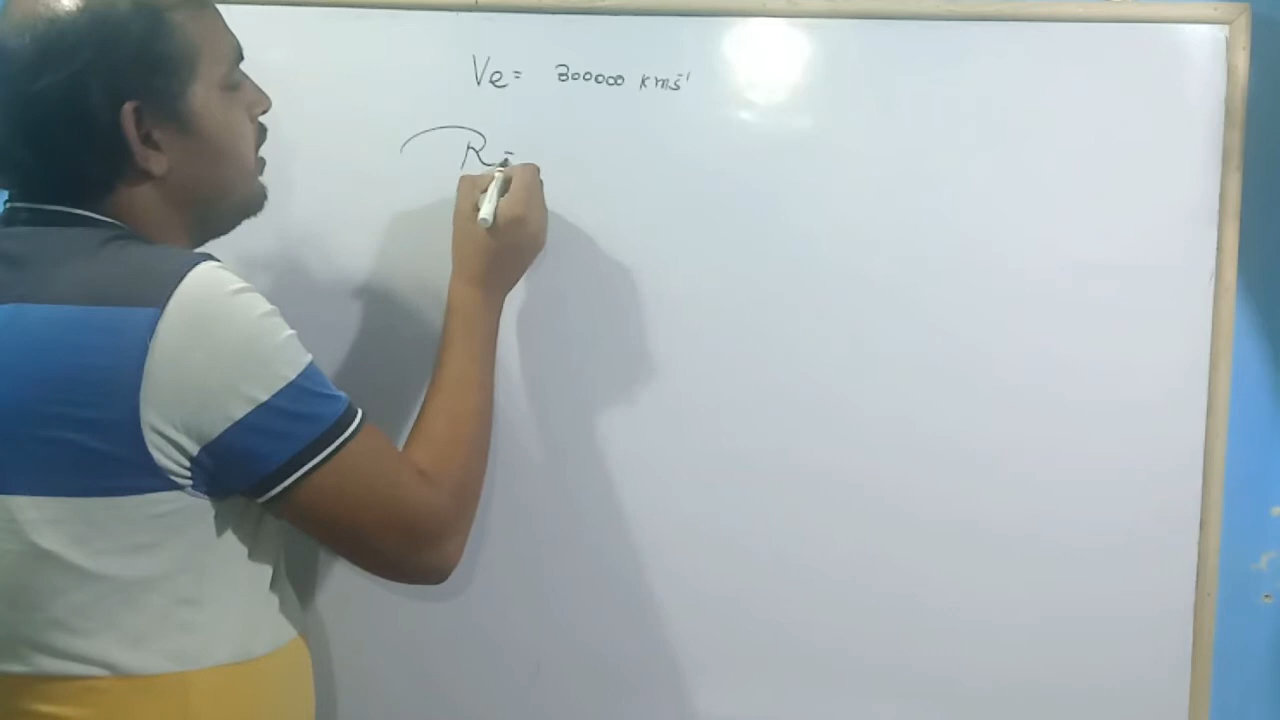 Ve = 300000 kms⁻¹
R =